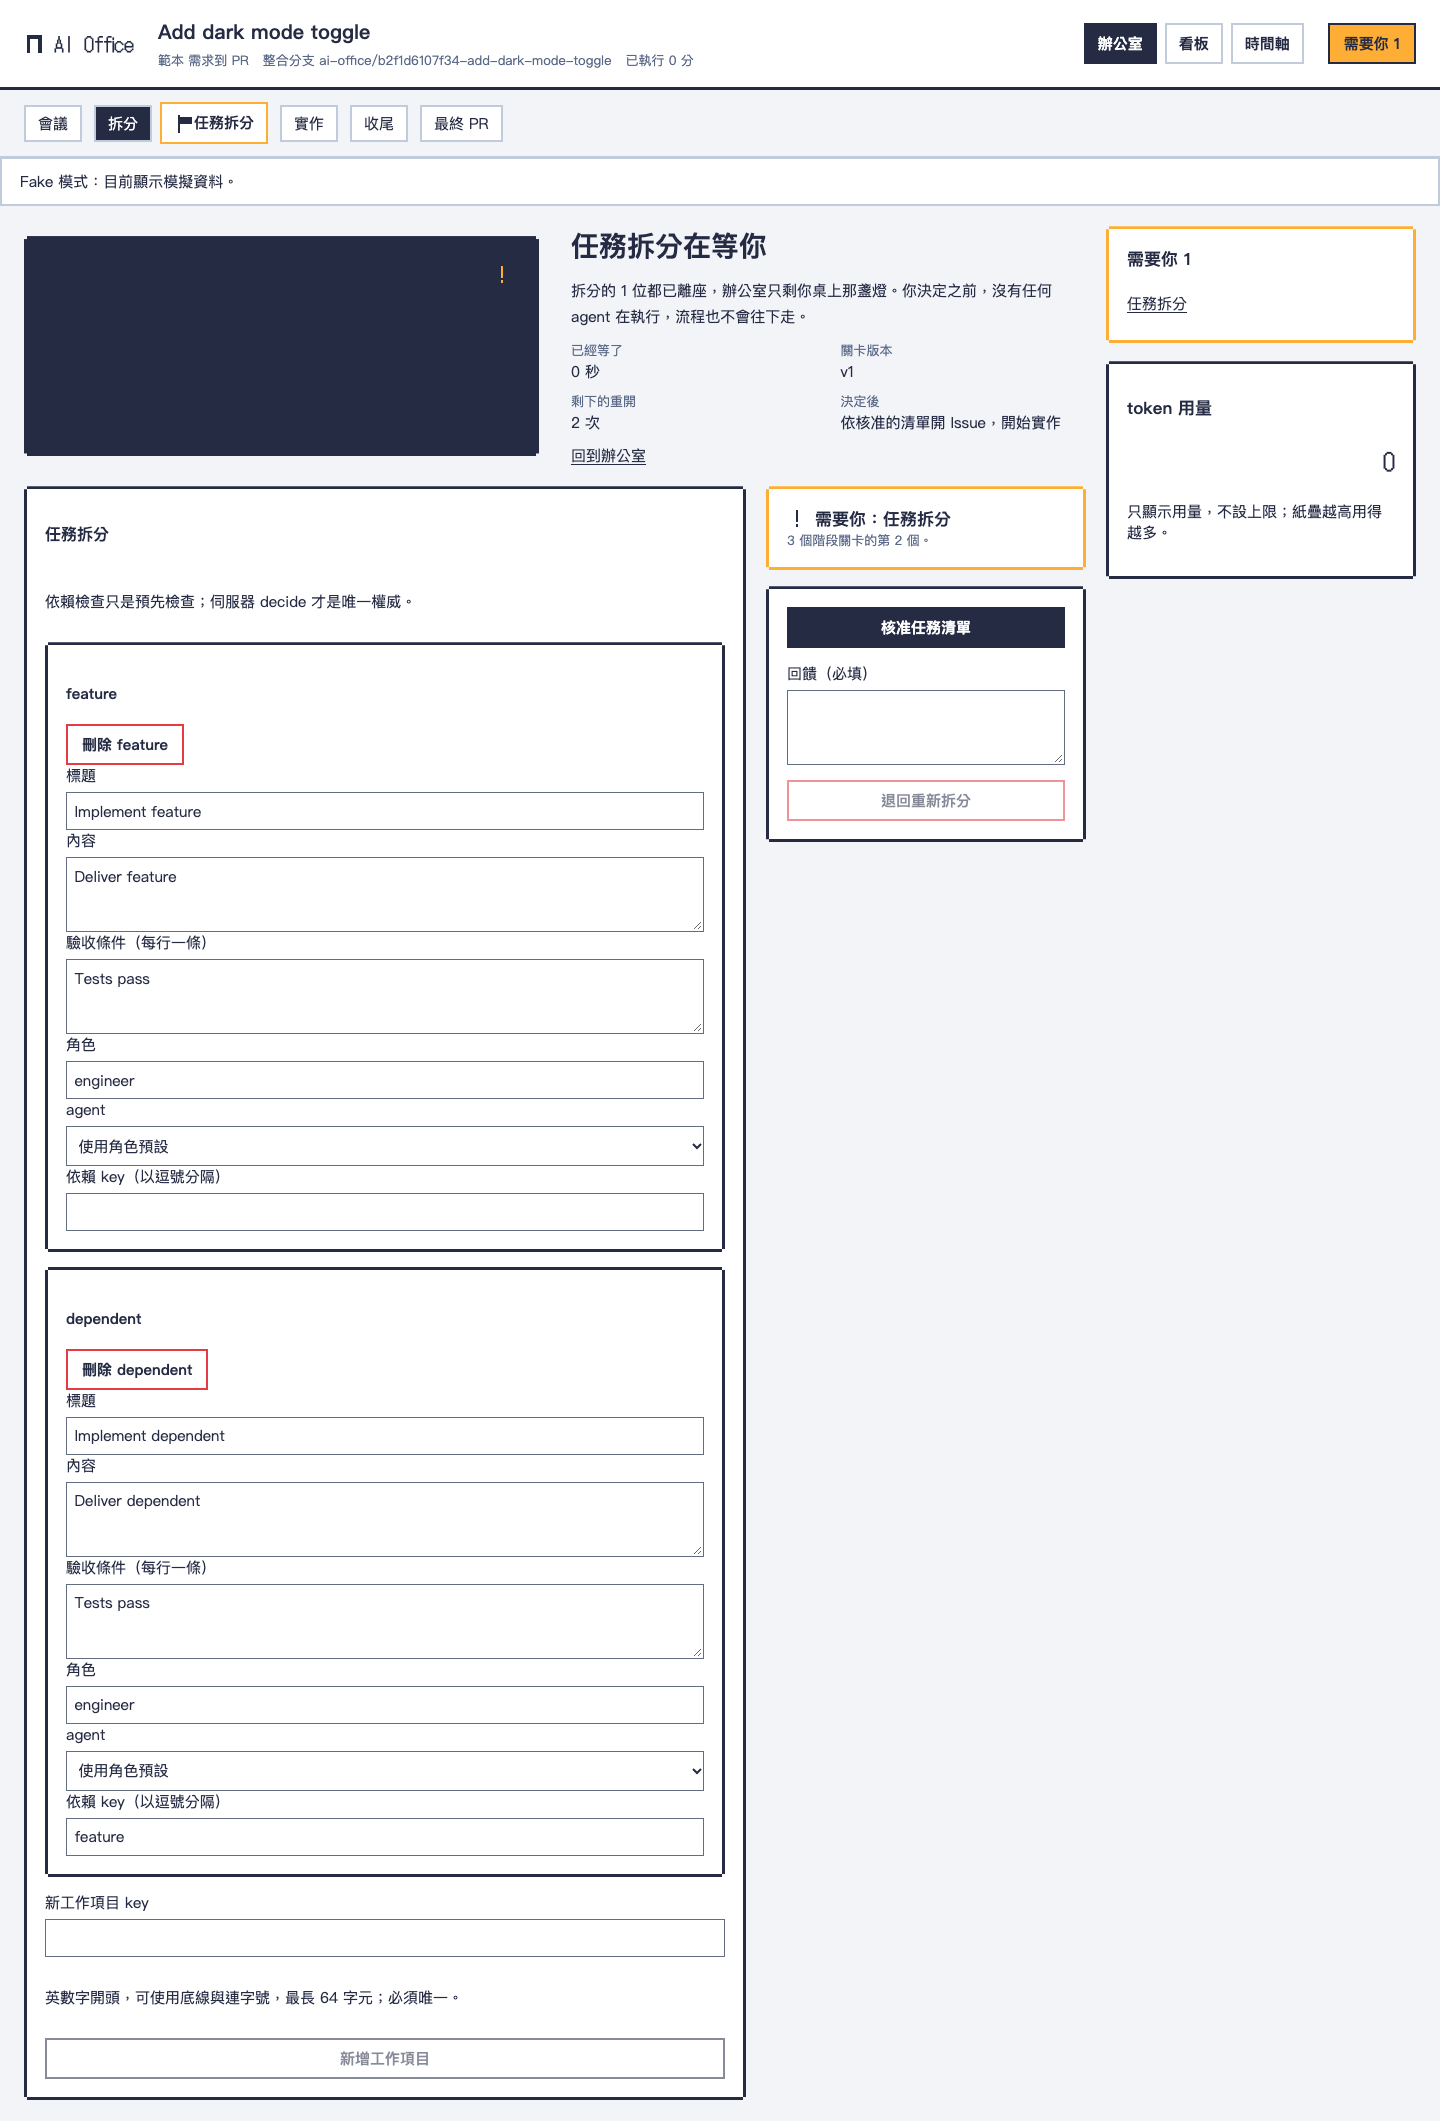 AI Office
Add dark mode toggle
範本 需求到 PR 整合分支 ai-office/b2f1d6107f34-add-dark-mode-toggle 已執行 0 分
辦公室
看板
時間軸
需要你 1
會議
拆分
任務拆分
實作
收尾
最終 PR
Fake 模式：目前顯示模擬資料。
!
任務拆分在等你
拆分的 1 位都已離座，辦公室只剩你桌上那盞燈。你決定之前，沒有任何
agent 在執行，流程也不會往下走。
已經等了
0 秒
關卡版本
v1
剩下的重開
2 次
決定後
依核准的清單開 Issue，開始實作
回到辦公室
需要你 1
任務拆分
token 用量
0
只顯示用量，不設上限；紙疊越高用得
越多。
任務拆分
依賴檢查只是預先檢查；伺服器 decide 才是唯一權威。
feature
刪除 feature
標題
Implement feature
內容
Deliver feature
驗收條件（每行一條）
Tests pass
角色
engineer
agent
使用角色預設
依賴 key（以逗號分隔）
dependent
刪除 dependent
標題
Implement dependent
內容
Deliver dependent
驗收條件（每行一條）
Tests pass
角色
engineer
agent
使用角色預設
依賴 key（以逗號分隔）
feature
新工作項目 key
英數字開頭，可使用底線與連字號，最長 64 字元；必須唯一。
新增工作項目
! 需要你：任務拆分
3 個階段關卡的第 2 個。
核准任務清單
回饋（必填）
退回重新拆分